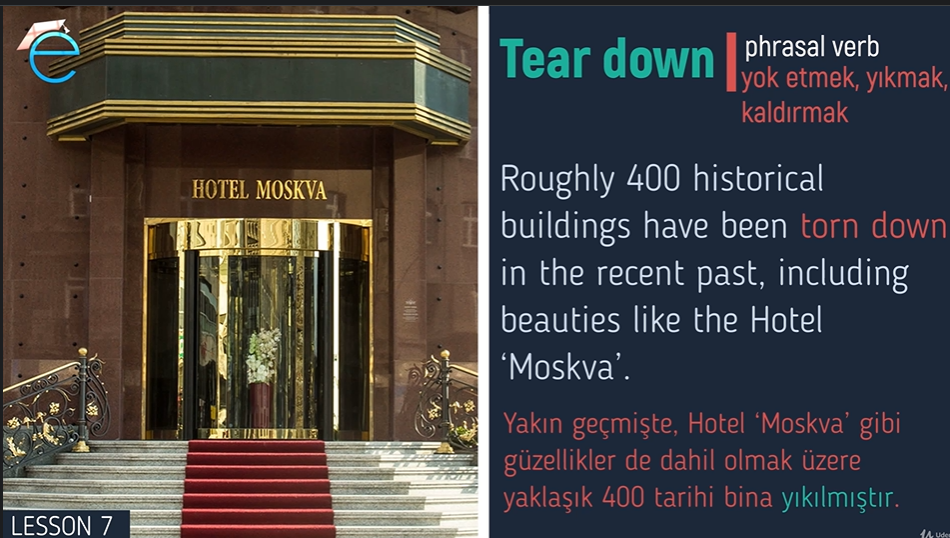 HOTEL MOSKVA
LESSON 7
Tear down
phrasal verb
yok etmek, yıkmak,
kaldırmak
Roughly 400 historical
buildings have been torn down
in the recent past, including
beauties like the Hotel
‘Moskva’.
Yakın geçmişte, Hotel ‘Moskva’ gibi
güzellikler de dahil olmak üzere
yaklaşık 400 tarihi bina yıkılmıştır.